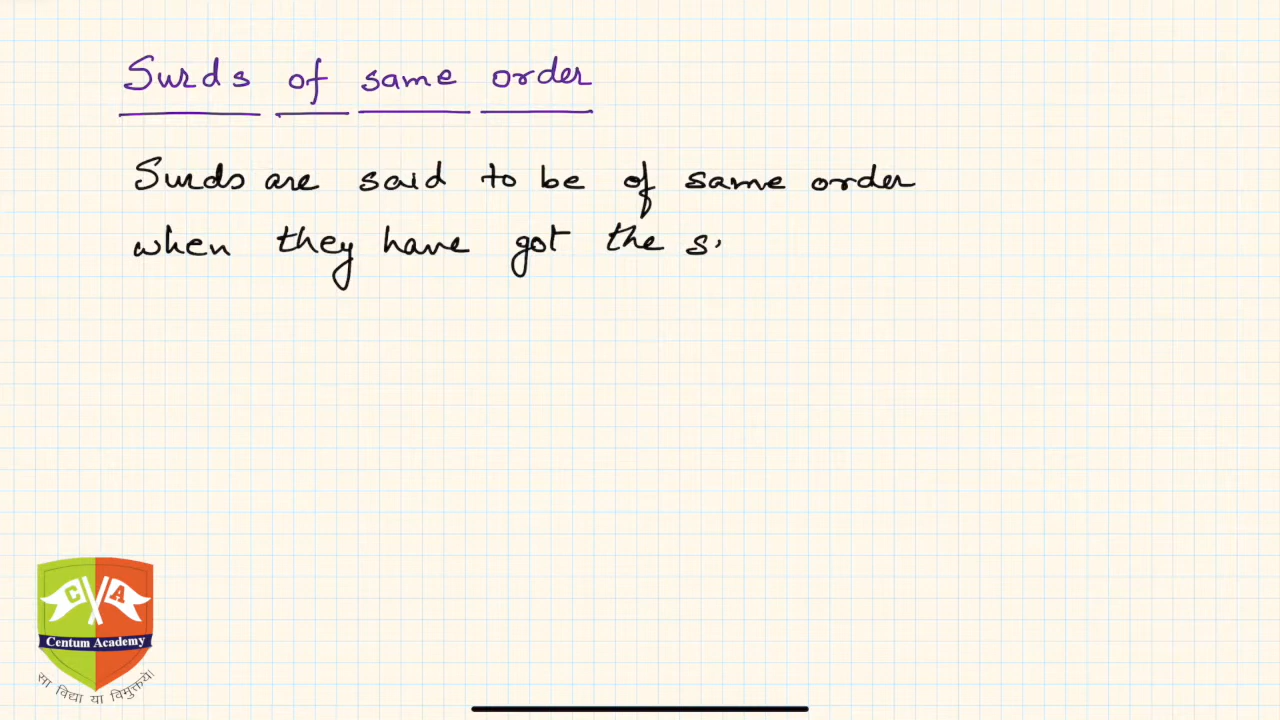 Surds of same order
Surds are said to be of same order
when they have got the s
C A
Centum Academy
सा विद्या या विमुक्तये।